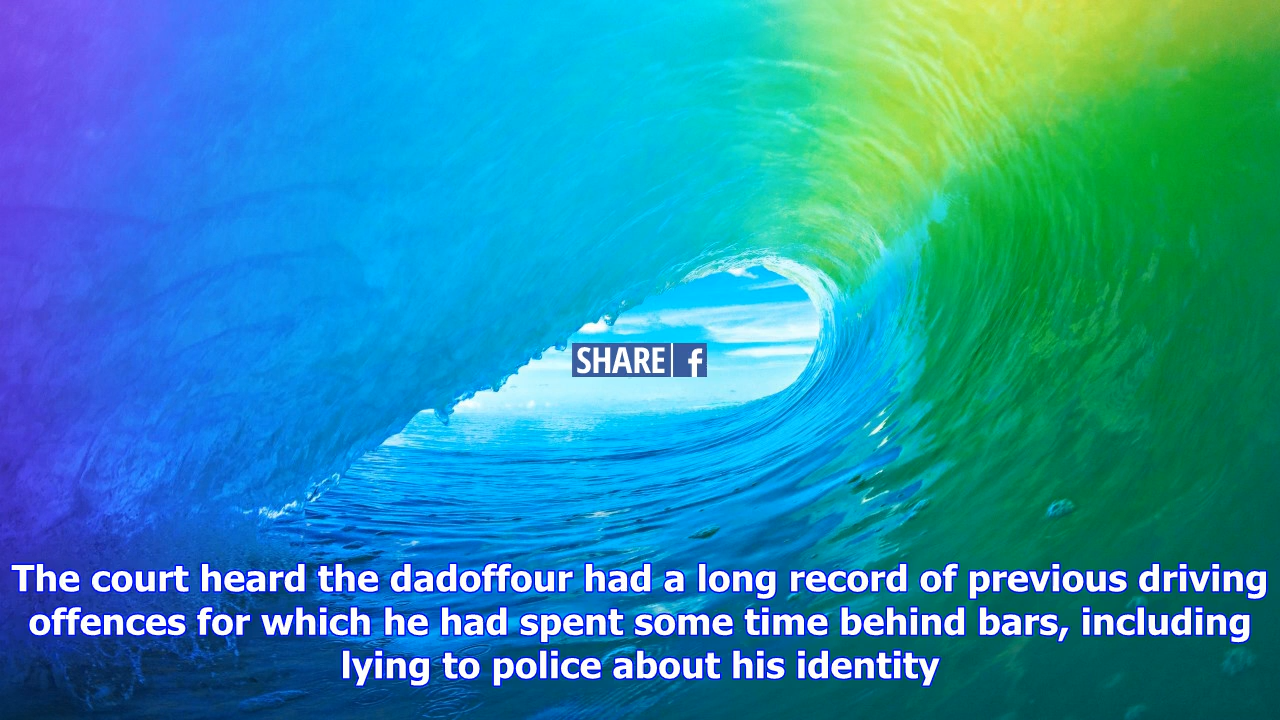 SHARE f
The court heard the dadoffour had a long record of previous driving
offences for which he had spent some time behind bars, including
lying to police about his identity